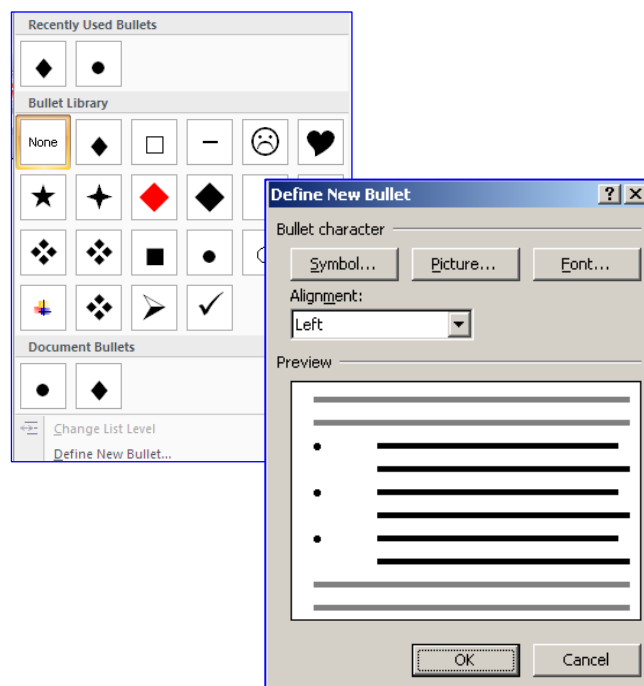 Recently Used Bullets
Bullet Library
None
Document Bullets
Change List Level
Define New Bullet...
Define New Bullet
Bullet character
Symbol...
Picture...
Font...
Alignment:
Left
Preview
OK
Cancel